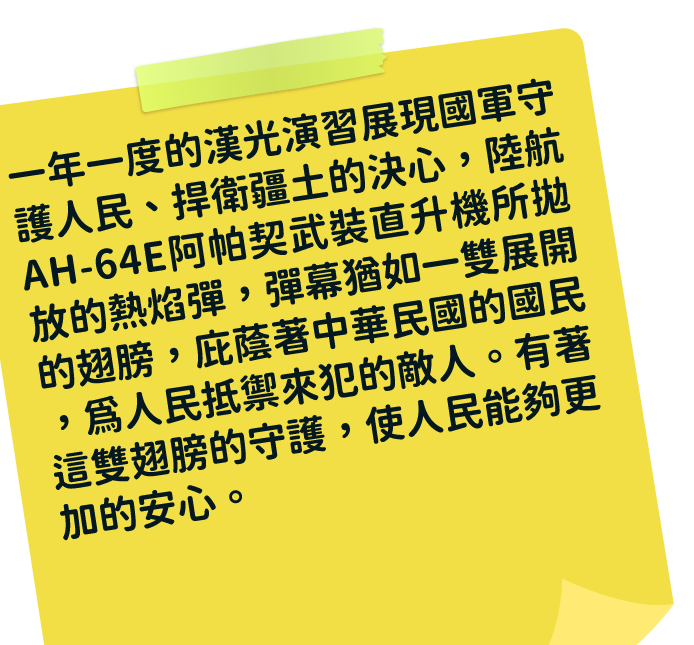 一年一度的漢光演習展現國軍守
護人民、捍衛疆土的決心，陸航
AH-64E阿帕契武裝直升機所拋
放的熱焰彈，彈幕猶如一雙展開
的翅膀，庇蔭著中華民國的國民
，為人民抵禦來犯的敵人。有著
這雙翅膀的守護，使人民能夠更
加的安心。